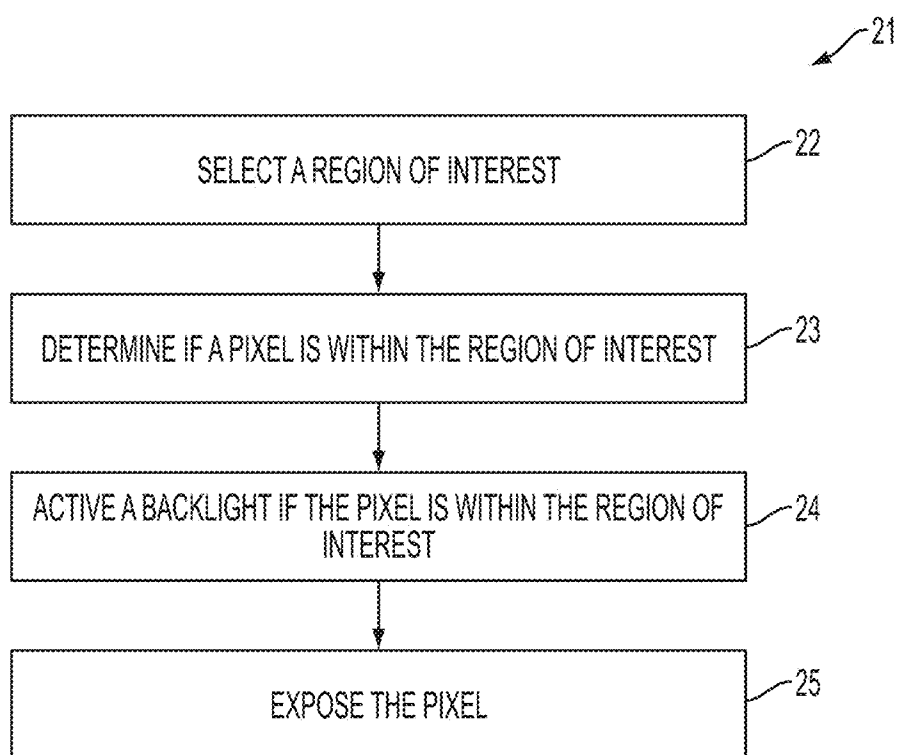 21
SELECT A REGION OF INTEREST
22
DETERMINE IF A PIXEL IS WITHIN THE REGION OF INTEREST
23
ACTIVE A BACKLIGHT IF THE PIXEL IS WITHIN THE REGION OF
INTEREST
24
EXPOSE THE PIXEL
25